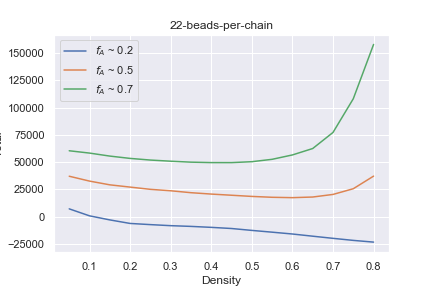 22-beads-per-chain
f_A ~ 0.2
f_A ~ 0.5
f_A ~ 0.7
150000
125000
100000
75000
50000
25000
0
−25000
0.1 0.2 0.3 0.4 0.5 0.6 0.7 0.8
Density